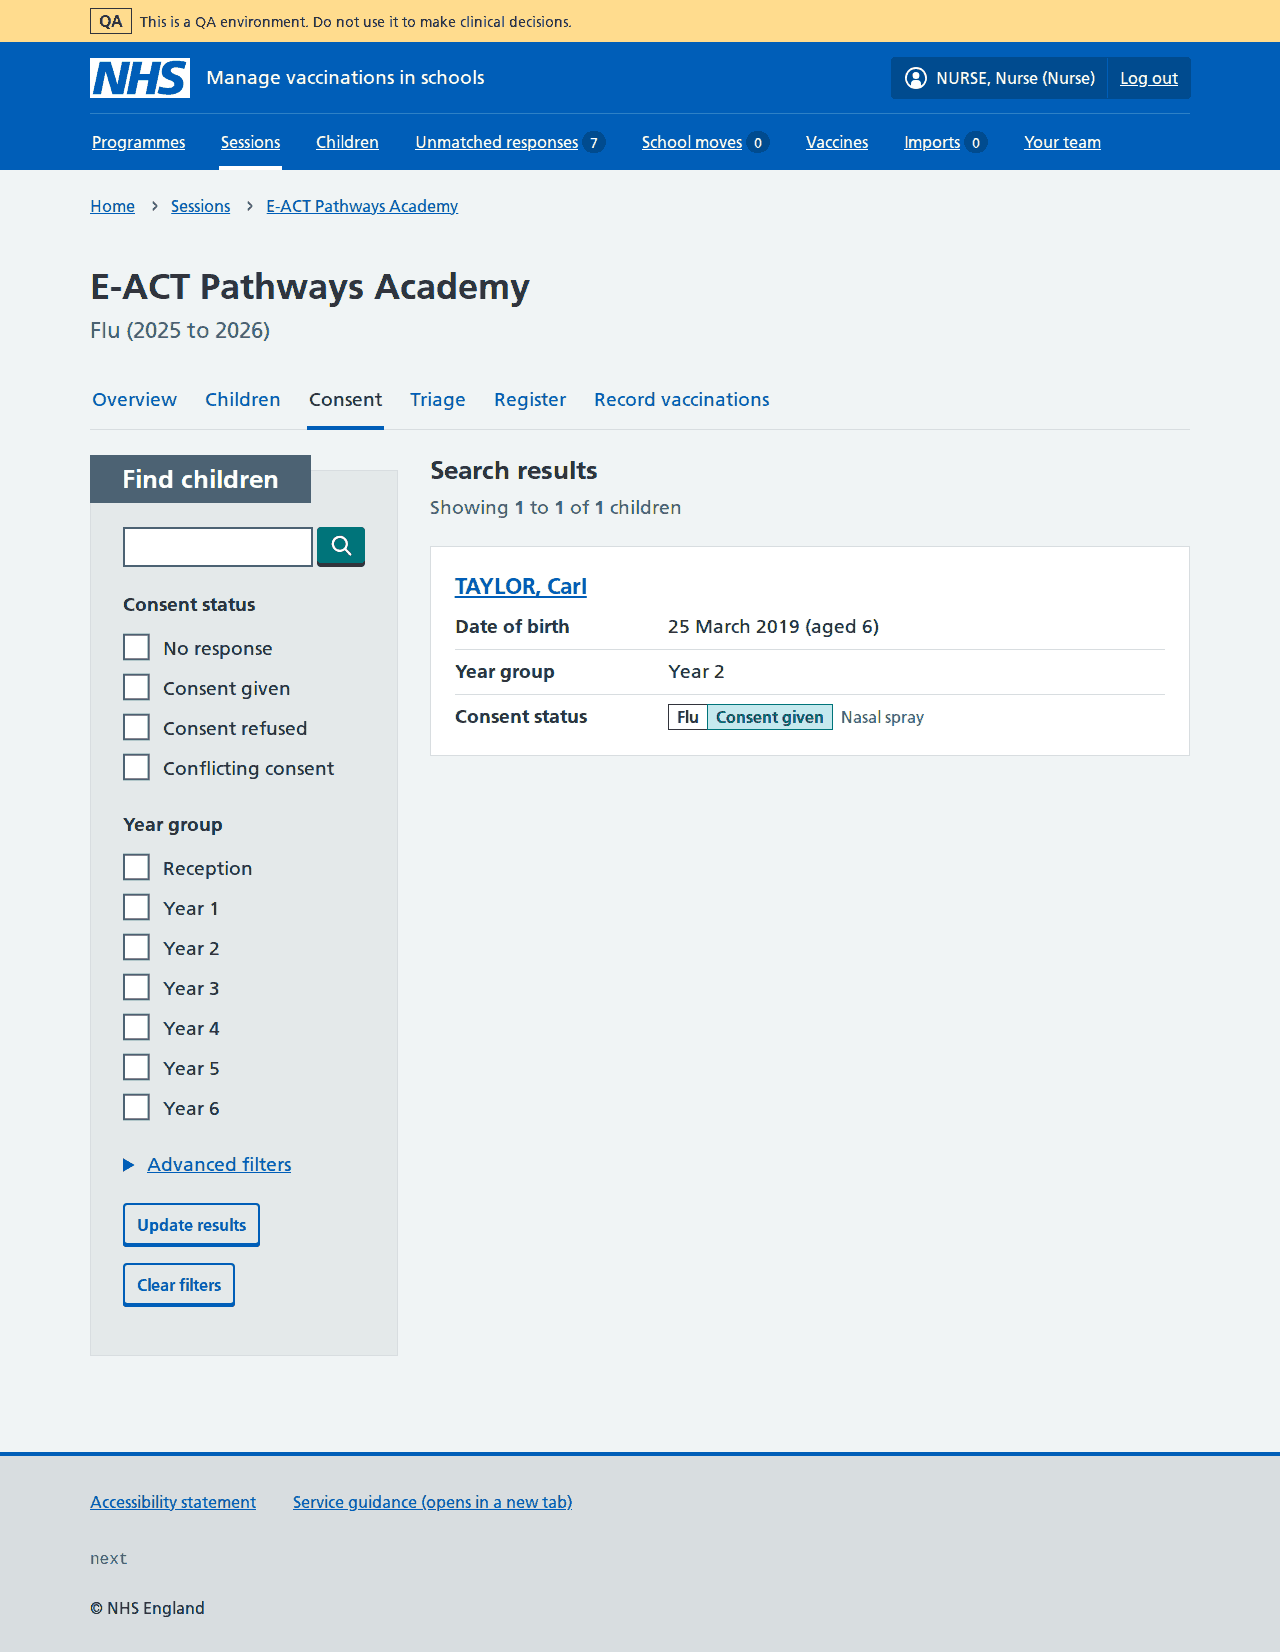 QA This is a QA environment. Do not use it to make clinical decisions.
NHS Manage vaccinations in schools NURSE, Nurse (Nurse) Log out
Programmes Sessions Children Unmatched responses 7 School moves 0 Vaccines Imports 0 Your team
Home Sessions E-ACT Pathways Academy
E-ACT Pathways Academy
Flu (2025 to 2026)
Overview Children Consent Triage Register Record vaccinations
Find children
Consent status
No response
Consent given
Consent refused
Conflicting consent
Year group
Reception
Year 1
Year 2
Year 3
Year 4
Year 5
Year 6
Advanced filters
Update results
Clear filters
Search results
Showing 1 to 1 of 1 children
TAYLOR, Carl
Date of birth 25 March 2019 (aged 6)
Year group Year 2
Consent status Flu Consent given Nasal spray
Accessibility statement Service guidance (opens in a new tab)
next
© NHS England